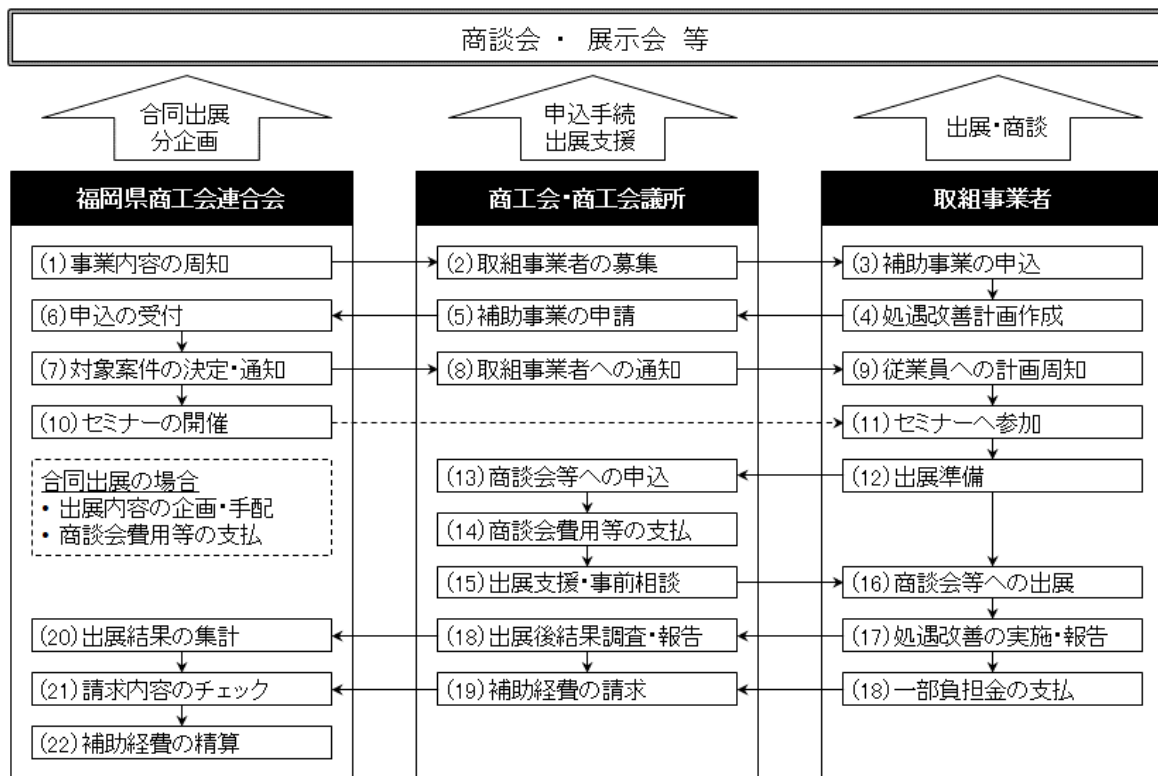 商談会 ・ 展示会 等
合同出展
分企画
申込手続
出展支援
出展・商談
福岡県商工会連合会
商工会・商工会議所
取組事業者
(1)事業内容の周知
(2)取組事業者の募集
(3)補助事業の申込
(6)申込の受付
(5)補助事業の申請
(4)処遇改善計画作成
(7)対象案件の決定・通知
(8)取組事業者への通知
(9)従業員への計画周知
(10)セミナーの開催
(11)セミナーへ参加
合同出展の場合
• 出展内容の企画・手配
• 商談会費用等の支払
(13)商談会等への申込
(12)出展準備
(14)商談会費用等の支払
(15)出展支援・事前相談
(16)商談会等への出展
(20)出展結果の集計
(18)出展後結果調査・報告
(17)処遇改善の実施・報告
(21)請求内容のチェック
(19)補助経費の請求
(18)一部負担金の支払
(22)補助経費の精算